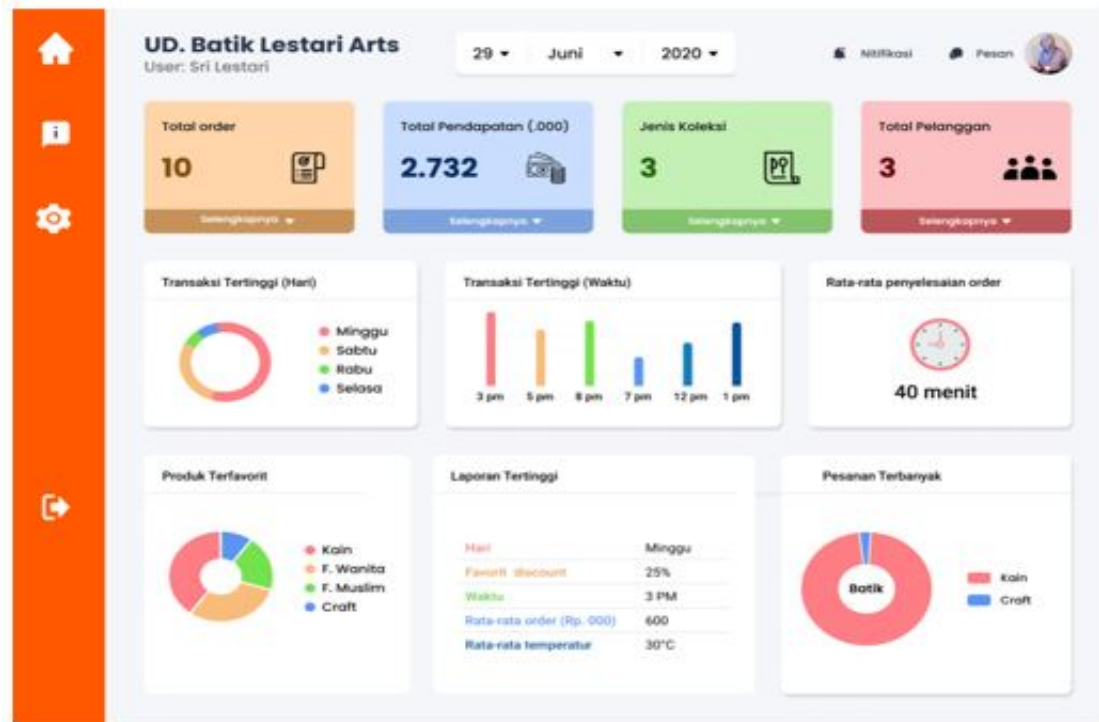 UD. Batik Lestari Arts
User: Sri Lestari
29 Juni 2020
Nitifikasi
Pesan
Total order
10
Selengkapnya
Total Pendapatan (.000)
2.732
Selengkapnya
Jenis Koleksi
3
Selengkapnya
Total Pelanggan
3
Selengkapnya
Transaksi Tertinggi (Hari)
Minggu
Sabtu
Rabu
Selasa
Transaksi Tertinggi (Waktu)
3 pm 5 pm 8 pm 7 pm 12 pm 1 pm
Rata-rata penyelesaian order
40 menit
Produk Terfavorit
Kain
F. Wanita
F. Muslim
Craft
Laporan Tertinggi
Hari Minggu
Favorit discount 25%
Waktu 3 PM
Rata-rata order (Rp. 000) 600
Rata-rata temperatur 30°C
Pesanan Terbanyak
Batik
Kain
Craft